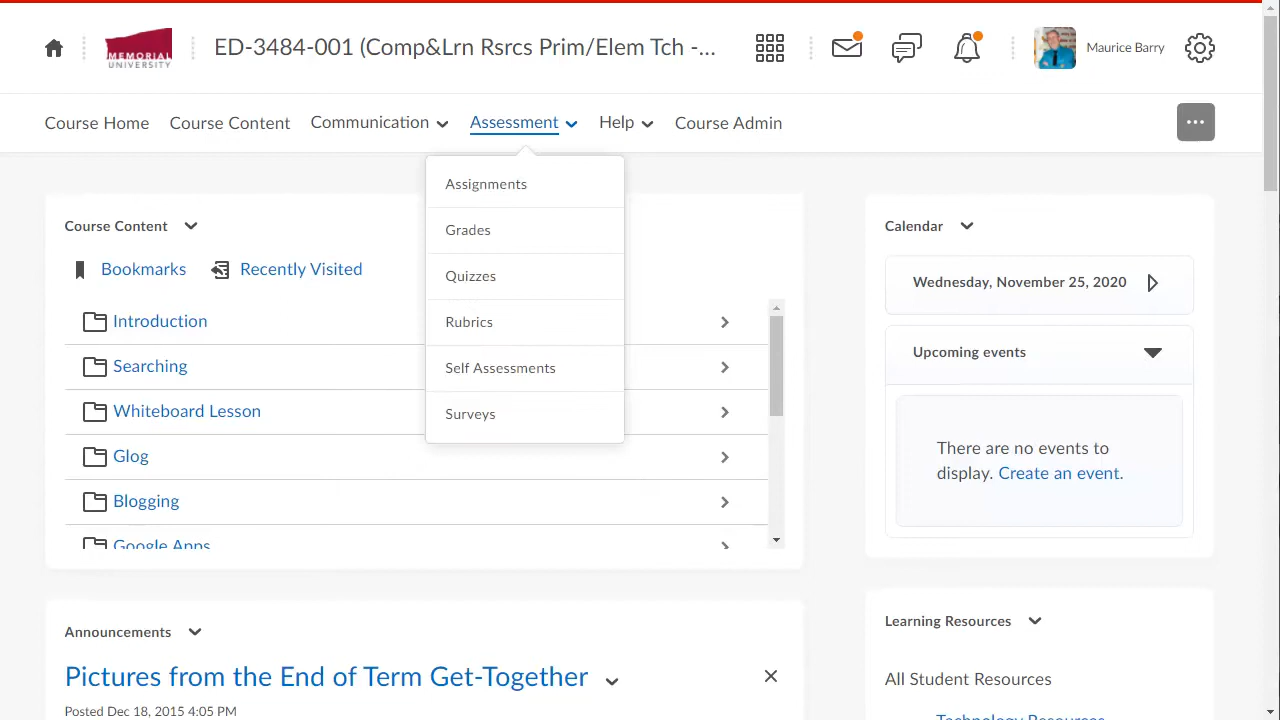 MEMORIAL
UNIVERSITY
ED-3484-001 (Comp&Lrn Rsrcs Prim/Elem Tch -...
Maurice Barry
Course Home Course Content Communication Assessment Help Course Admin
Assignments
Grades
Quizzes
Rubrics
Self Assessments
Surveys
Course Content
Bookmarks Recently Visited
Introduction
Searching
Whiteboard Lesson
Glog
Blogging
Google Apps
Calendar
Wednesday, November 25, 2020
Upcoming events
There are no events to
display. Create an event.
Announcements
Pictures from the End of Term Get-Together
Posted Dec 18, 2015 4:05 PM
Learning Resources
All Student Resources
Technology Resources